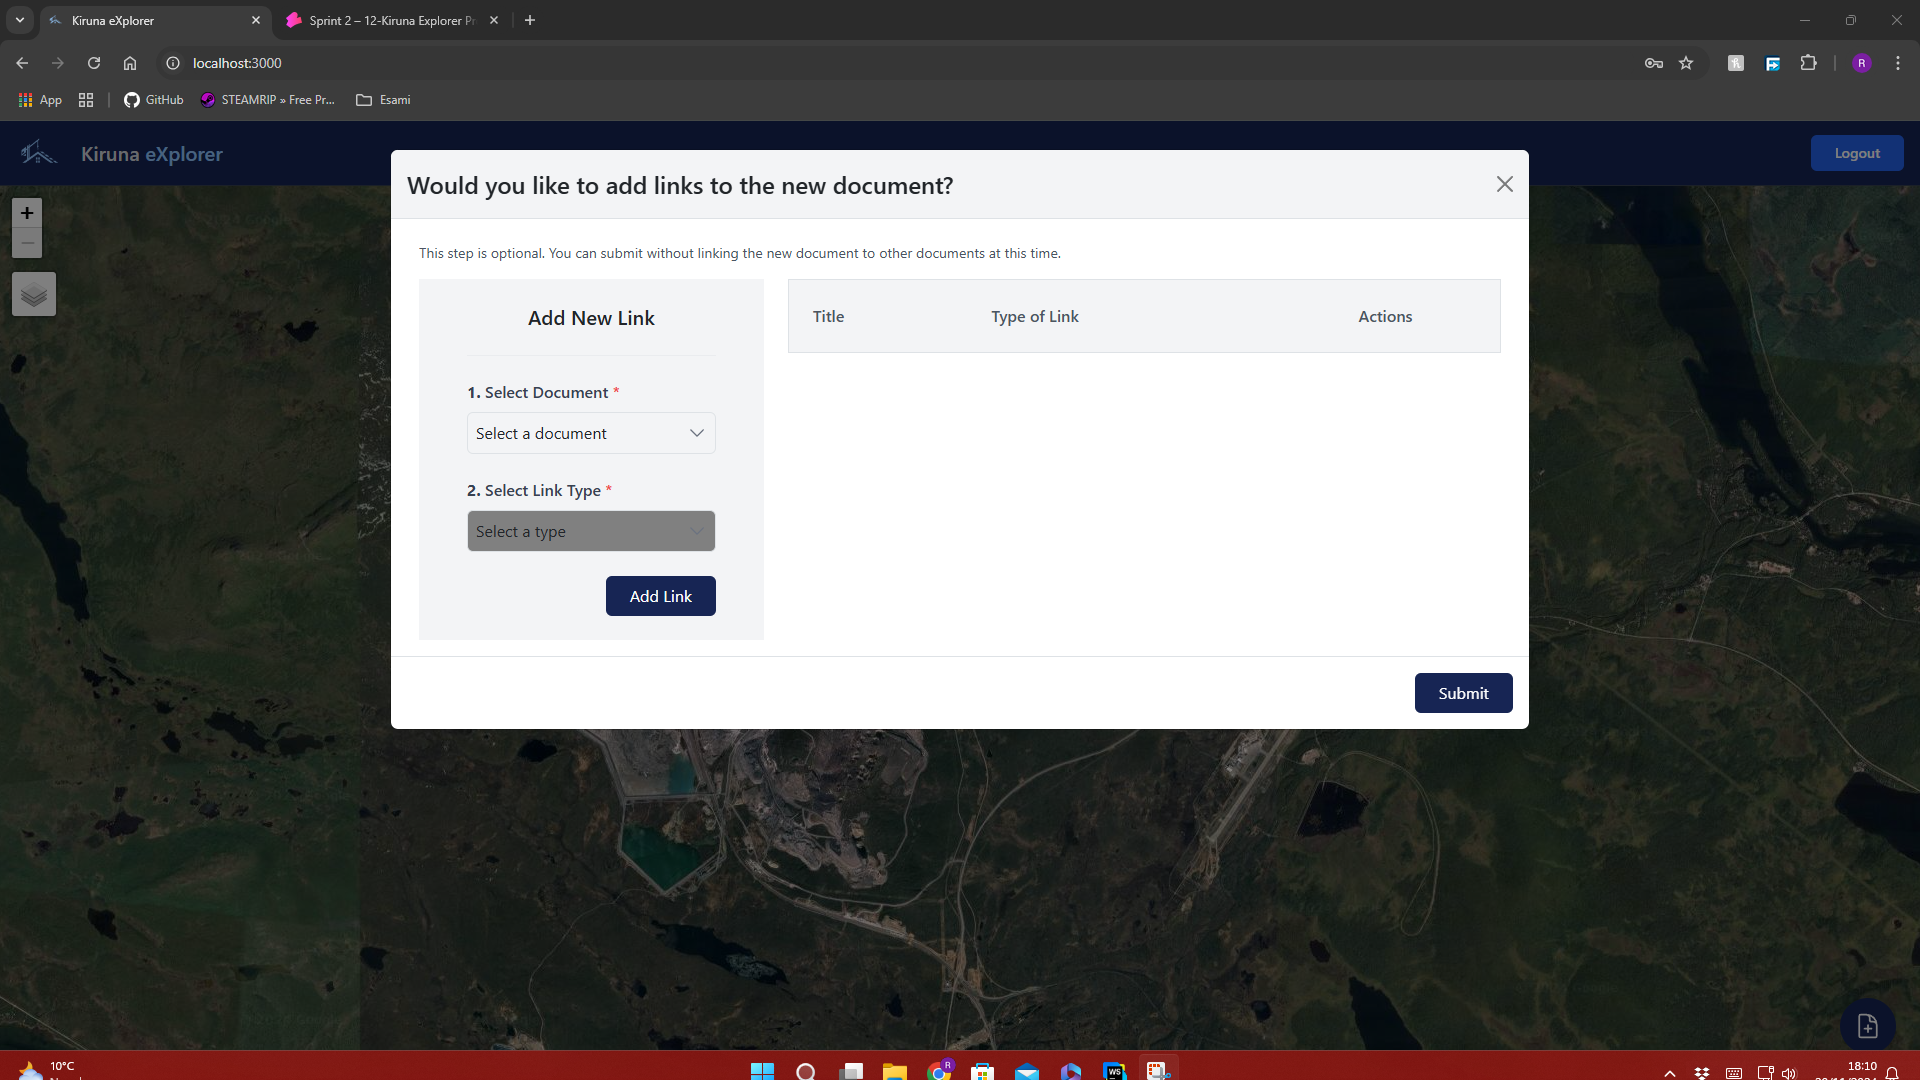 Kiruna eXplorer
Sprint 2 – 12-Kiruna Explorer P
localhost:3000
R
App
GitHub
STEAMRIP » Free Pr...
Esami
Kiruna eXplorer
Logout
+
−
Would you like to add links to the new document?
This step is optional. You can submit without linking the new document to other documents at this time.
Add New Link
Title Type of Link Actions
1. Select Document *
Select a document
2. Select Link Type *
Select a type
Add Link
Submit
10°C
R
WS
18:10